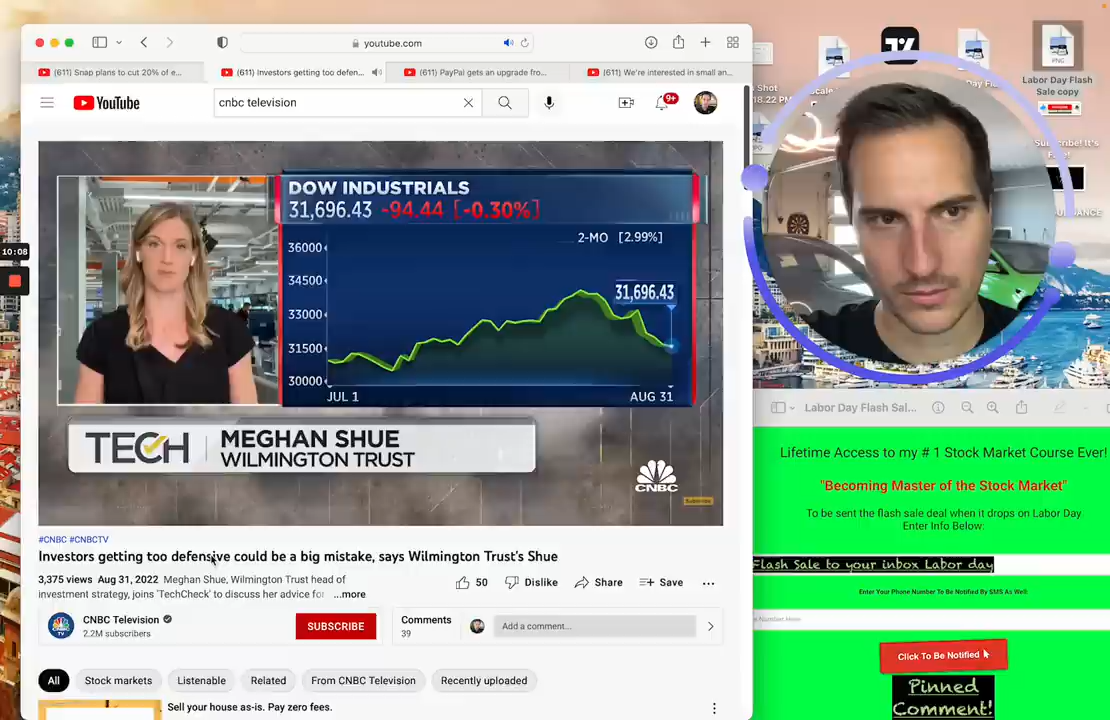 youtube.com
(611) Snap plans to cut 20% of e...
(611) Investors getting too defen...
(611) PayPal gets an upgrade fro...
(611) We're interested in small an...
YouTube
cnbc television
9+
DOW INDUSTRIALS
31,696.43 -94.44 [-0.30%]
2-MO [2.99%]
36000
34500
33000
31500
30000
31,696.43
JUL 1
AUG 31
TECH
MEGHAN SHUE
WILMINGTON TRUST
CNBC
Subscribe
#CNBC #CNBCTV
Investors getting too defensive could be a big mistake, says Wilmington Trust's Shue
3,375 views Aug 31, 2022 Meghan Shue, Wilmington Trust head of
investment strategy, joins 'TechCheck' to discuss her advice for ...more
50
Dislike
Share
Save
CNBC Television
2.2M subscribers
SUBSCRIBE
Comments
39
Add a comment...
All
Stock markets
Listenable
Related
From CNBC Television
Recently uploaded
Sell your house as-is. Pay zero fees.
10:08
Shot
18.22 PM
PNC
Labor Day Flash
Sale copy
Labor Day Flash Sal...
Lifetime Access to my # 1 Stock Market Course Ever!
"Becoming Master of the Stock Market"
To be sent the flash sale deal when it drops on Labor Day
Enter Info Below:
Flash Sale to your inbox Labor day
Enter Your Phone Number To Be Notified By SMS As Well!
Click To Be Notified
Pinned
Comment!